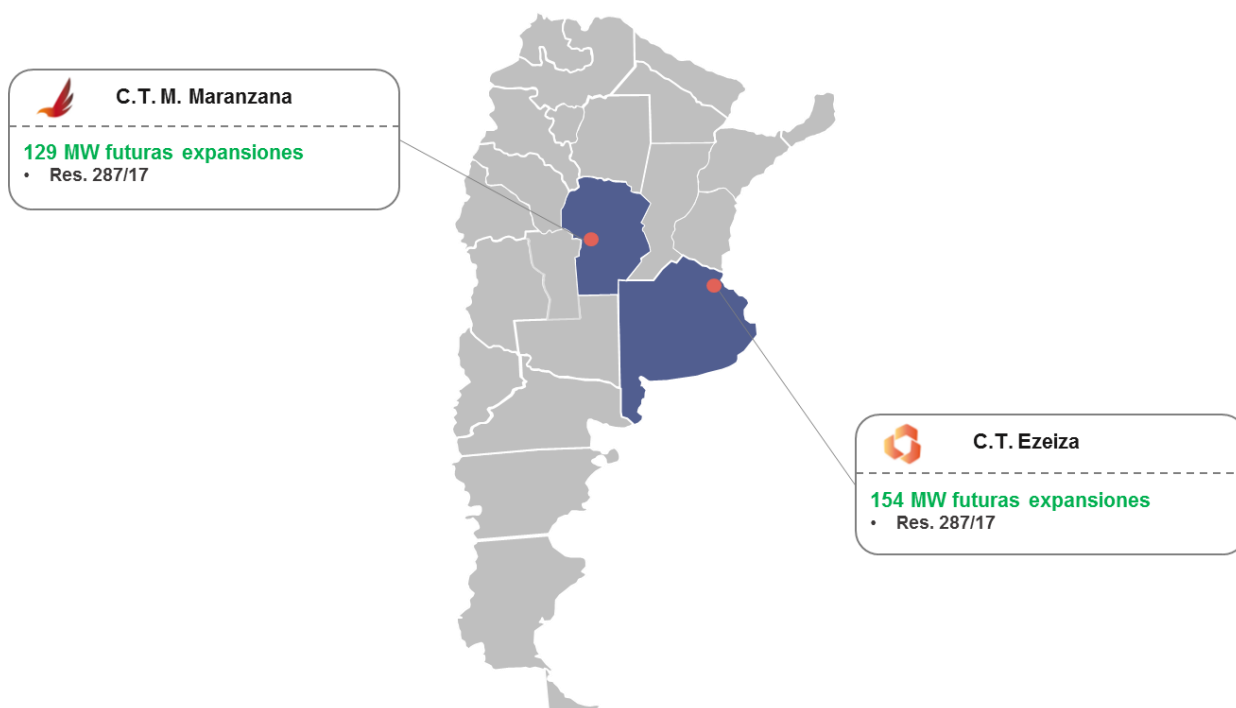 C.T. M. Maranzana
129 MW futuras expansiones
• Res. 287/17
C.T. Ezeiza
154 MW futuras expansiones
• Res. 287/17